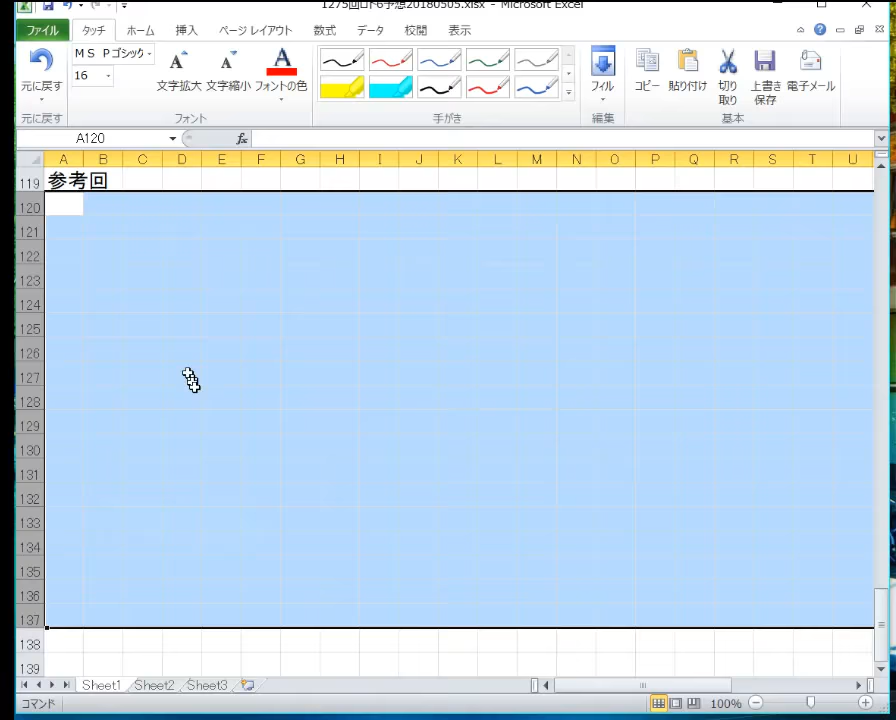 1275回ロト6予想20180505.xlsx - Microsoft Excel
ファイル タッチ ホーム 挿入 ページ レイアウト 数式 データ 校閲 表示
元に戻す
ＭＳ Ｐゴシック
16
文字拡大 文字縮小 フォントの色
フィル
コピー 貼り付け 切り取り 上書き保存 電子メール
元に戻す フォント 手がき 編集 基本
A120 fx
A B C D E F G H I J K L M N O P Q R S T U
119 参考回
120
121
122
123
124
125
126
127
128
129
130
131
132
133
134
135
136
137
138
139
Sheet1 Sheet2 Sheet3
コマンド 100%